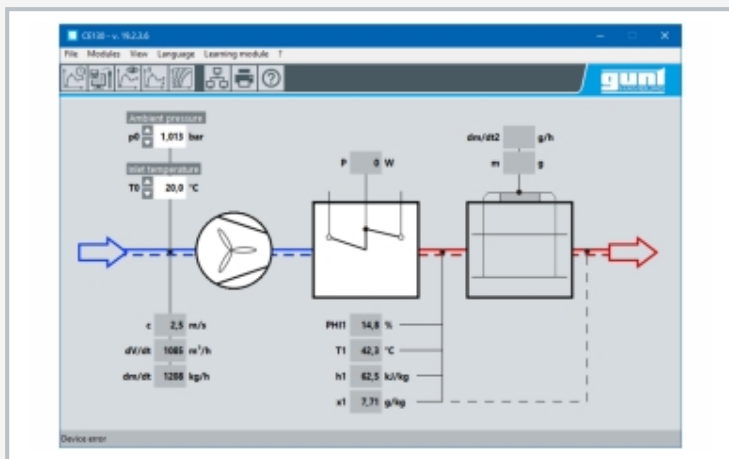 CE130 - v. 19.2.3.6
File Modules View Language Learning module ?
gunt
Ambient pressure
p0 1,013 bar
Inlet temperature
T0 20,0 °C
P 0 W
dm/dt2 g/h
m g
c 2,5 m/s
dV/dt 1085 m³/h
dm/dt 1208 kg/h
PHI1 14,8 %
T1 42,3 °C
h1 62,5 kJ/kg
x1 7,71 g/kg
Device error